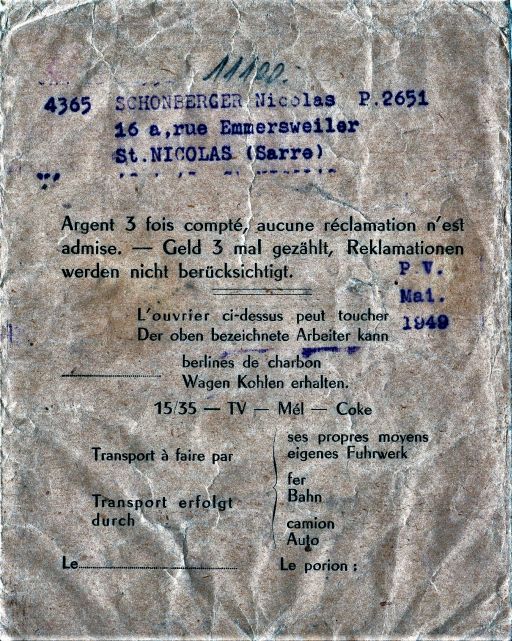 11100.
4365 SCHONBERGER Nicolas P.2651
16 a, rue Emmersweiler
St.NICOLAS (Sarre)
Argent 3 fois compté, aucune réclamation n'est
admise. — Geld 3 mal gezählt, Reklamationen
werden nicht berücksichtigt.
P V.
Mai.
1949
L'ouvrier ci-dessus peut toucher
Der oben bezeichnete Arbeiter kann
berlines de charbon
Wagen Kohlen erhalten.
15/35 — TV — Mél — Coke
Transport à faire par
Transport erfolgt
durch
ses propres moyens
eigenes Fuhrwerk
fer
Bahn
camion
Auto
Le
Le porion :